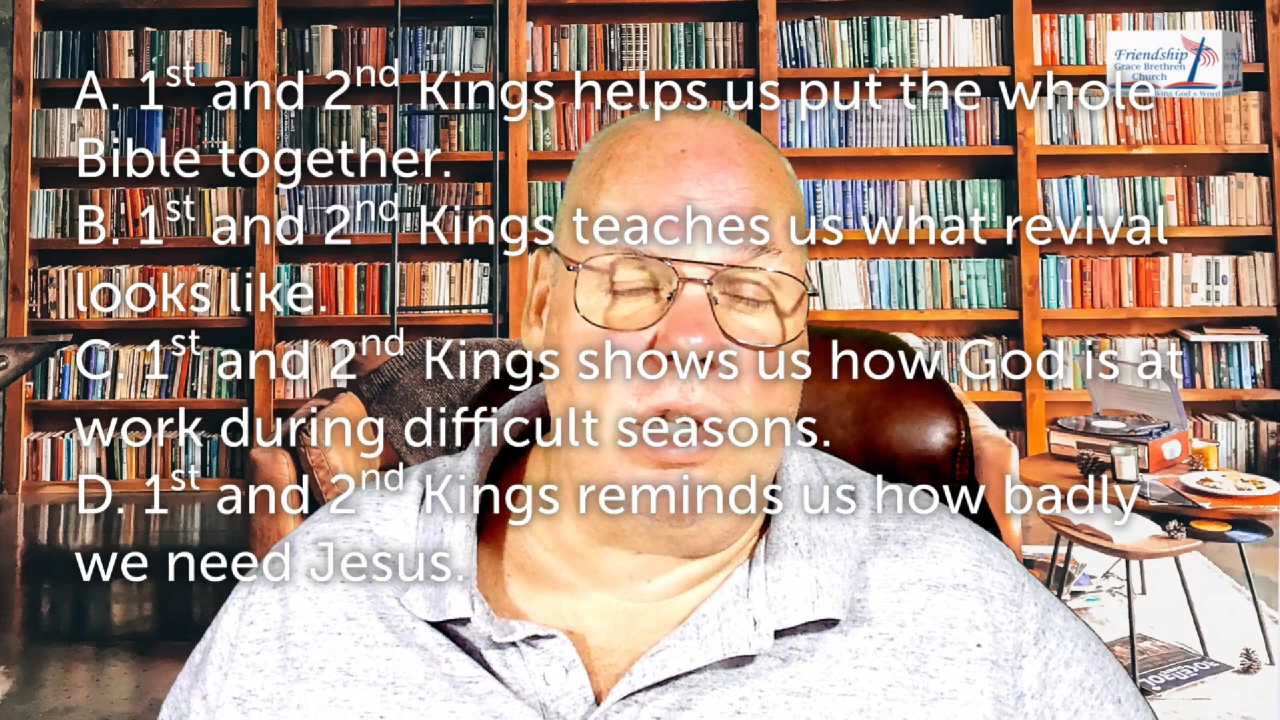 Friendship
Grace Brethren
Church
A. 1st and 2nd Kings helps us put the whole
Bible together.
B. 1st and 2nd Kings teaches us what revival
looks like.
C. 1st and 2nd Kings shows us how God is at
work during difficult seasons.
D. 1st and 2nd Kings reminds us how badly
we need Jesus.